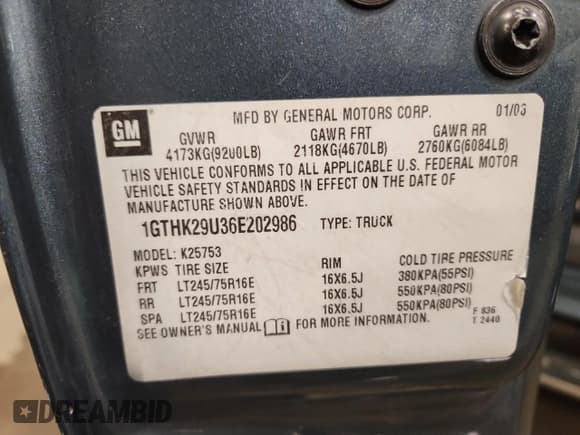 GM
MFD BY GENERAL MOTORS CORP. 01/06
GVWR GAWR FRT GAWR RR
4173KG(9200LB) 2118KG(4670LB) 2760KG(6084LB)
THIS VEHICLE CONFORMS TO ALL APPLICABLE U.S. FEDERAL MOTOR
VEHICLE SAFETY STANDARDS IN EFFECT ON THE DATE OF
MANUFACTURE SHOWN ABOVE.
1GTHK29U36E202986 TYPE: TRUCK
MODEL: K25753
KPWS TIRE SIZE RIM COLD TIRE PRESSURE
FRT LT245/75R16E 16X6.5J 380KPA(55PSI)
RR LT245/75R16E 16X6.5J 550KPA(80PSI)
SPA LT245/75R16E 16X6.5J 550KPA(80PSI)
SEE OWNER'S MANUAL FOR MORE INFORMATION.
F 836
T 2440
DREAMBID